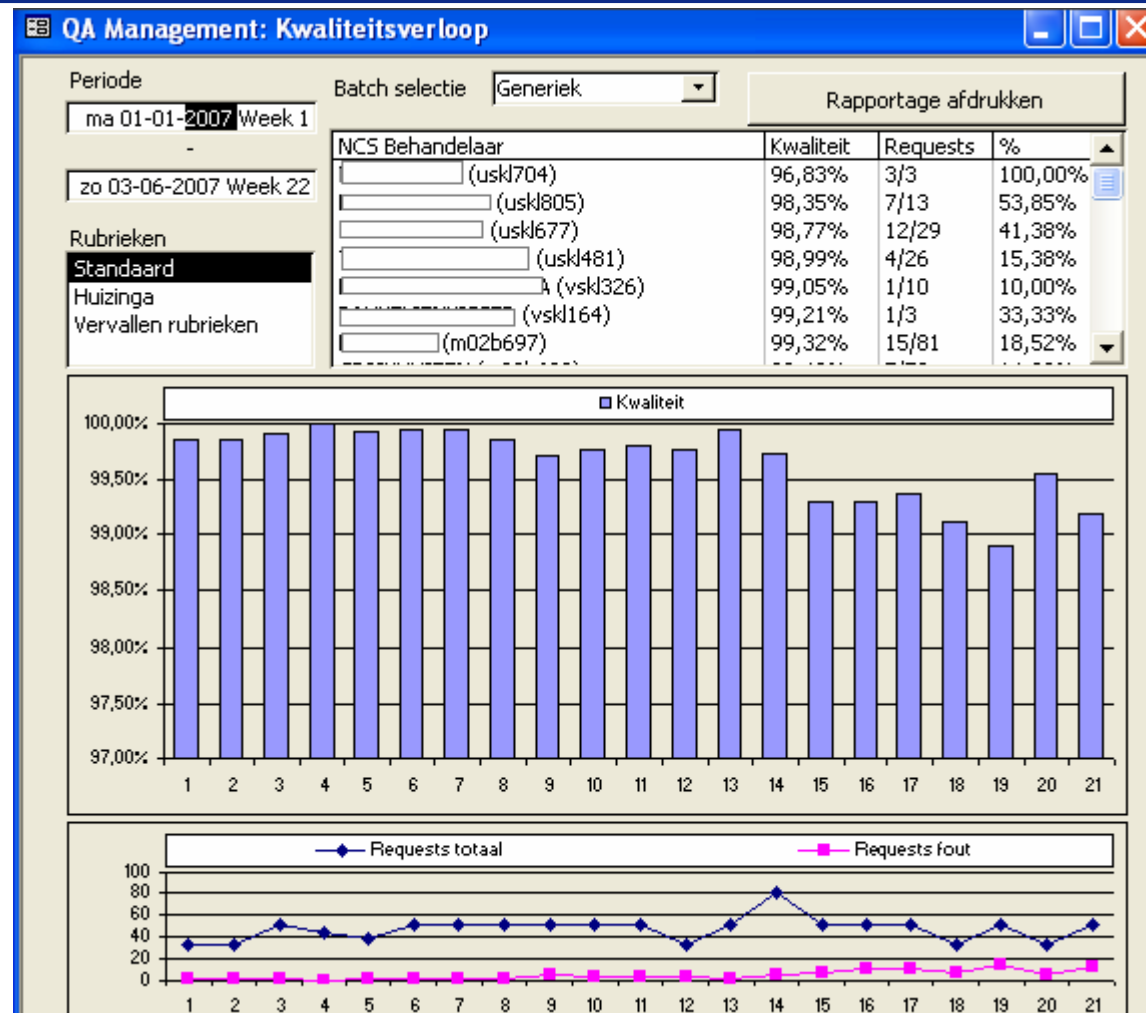 QA Management: Kwaliteitsverloop
Periode
Batch selectie Generiek
Rapportage afdrukken
ma 01-01-2007 Week 1
-
zo 03-06-2007 Week 22
NCS Behandelaar Kwaliteit Requests %
(uskl704) 96,83% 3/3 100,00%
(uskl805) 98,35% 7/13 53,85%
(uskl677) 98,77% 12/29 41,38%
(uskl481) 98,99% 4/26 15,38%
(vskl326) 99,05% 1/10 10,00%
(vskl164) 99,21% 1/3 33,33%
(m02b697) 99,32% 15/81 18,52%
Rubrieken
Standaard
Huizinga
Vervallen rubrieken
Kwaliteit
100,00%
99,50%
99,00%
98,50%
98,00%
97,50%
97,00%
1 2 3 4 5 6 7 8 9 10 11 12 13 14 15 16 17 18 19 20 21
Requests totaal Requests fout
100
80
60
40
20
0
1 2 3 4 5 6 7 8 9 10 11 12 13 14 15 16 17 18 19 20 21